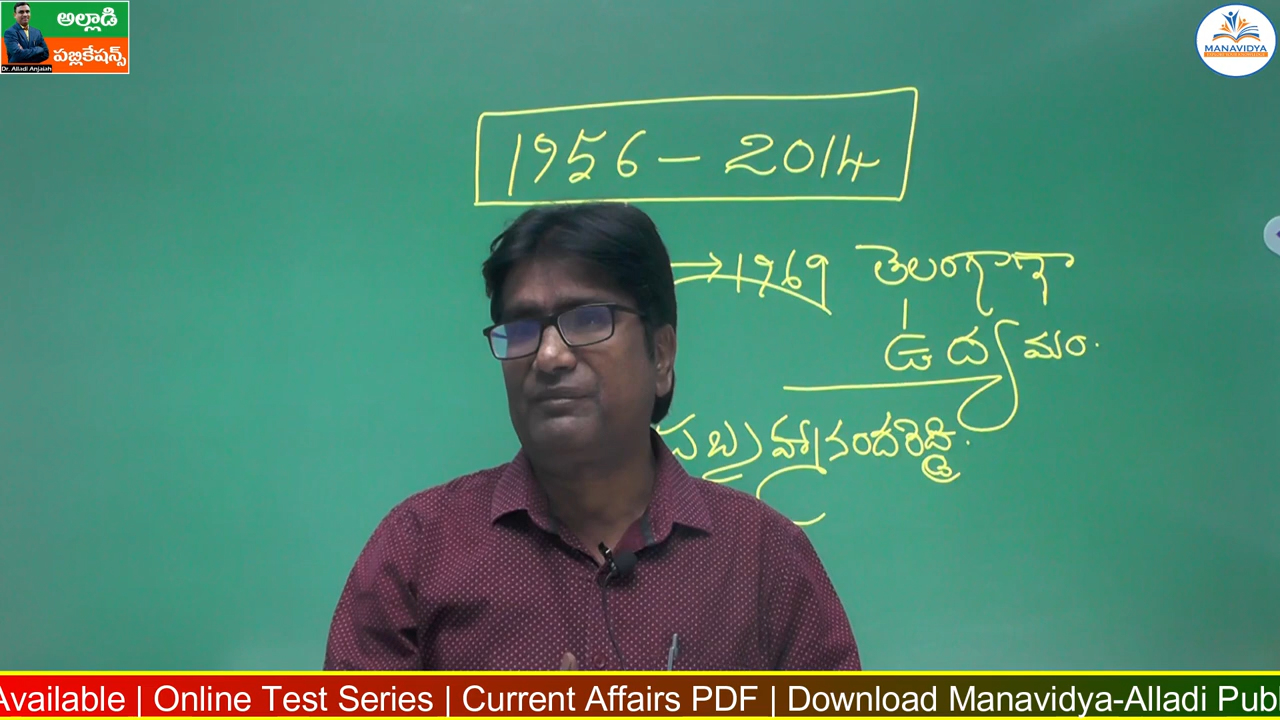 అల్లాడి
పబ్లికేషన్స్
Dr. Alladi Anjaiah
MANAVIDYA
1956 - 2014
→ 1969 తెలంగాణా
ఉద్యమం.
బ్రహ్మానందరెడ్డి.
Available | Online Test Series | Current Affairs PDF | Download Manavidya-Alladi Publ